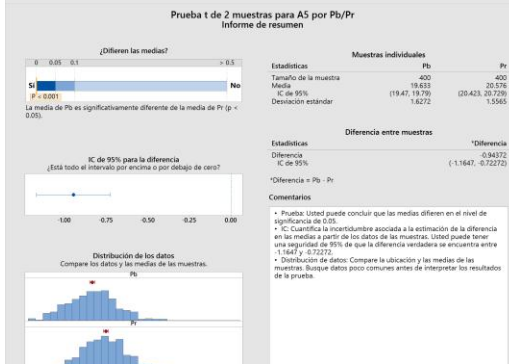 Prueba t de 2 muestras para A5 por Pb/Pr
Informe de resumen
¿Difieren las medias?
0 0.05 0.1 > 0.5
Sí No
P < 0.001
La media de Pb es significativamente diferente de la media de Pr (p <
0.05).
IC de 95% para la diferencia
¿Está todo el intervalo por encima o por debajo de cero?
-1.00 -0.75 -0.50 -0.25 0.00
Distribución de los datos
Compare los datos y las medias de las muestras.
Pb
Pr
Muestras individuales
Estadísticas Pb Pr
Tamaño de la muestra 400 400
Media 19.633 20.576
IC de 95% (19.47, 19.79) (20.423, 20.729)
Desviación estándar 1.6272 1.5565
Diferencia entre muestras
Estadísticas *Diferencia
Diferencia -0.94372
IC de 95% (-1.1647, -0.72272)
*Diferencia = Pb - Pr
Comentarios
• Prueba: Usted puede concluir que las medias difieren en el nivel de
significancia de 0.05.
• IC: Cuantifica la incertidumbre asociada a la estimación de la diferencia
en las medias a partir de los datos de las muestras. Usted puede tener
una seguridad de 95% de que la diferencia verdadera se encuentra entre
-1.1647 y -0.72272.
• Distribución de datos: Compare la ubicación y las medias de las
muestras. Busque datos poco comunes antes de interpretar los resultados
de la prueba.